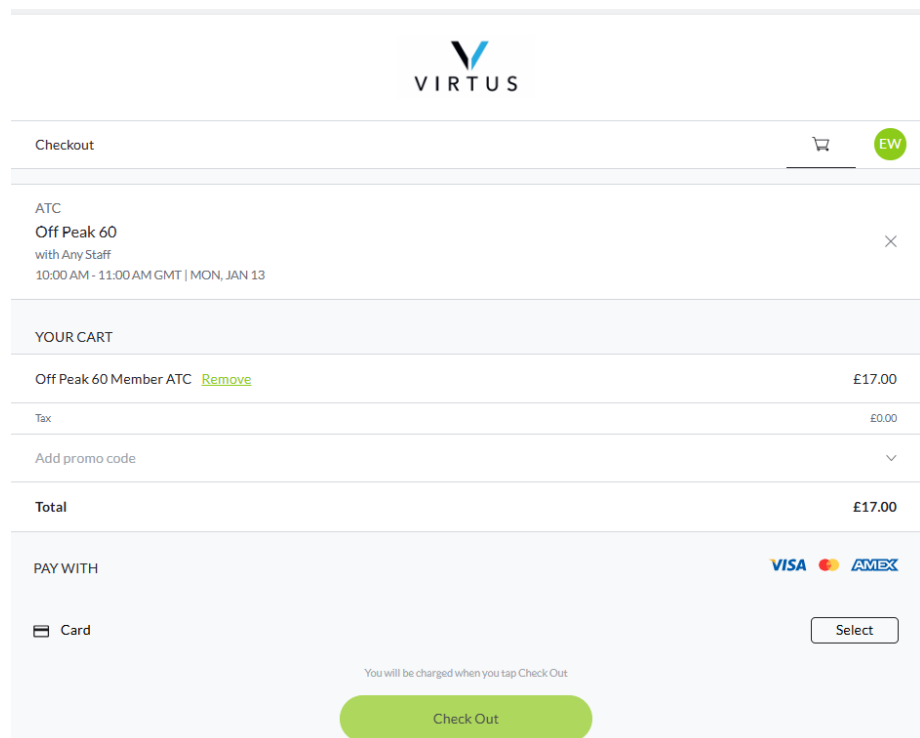 VIRTUS
Checkout
EW
ATC
Off Peak 60
with Any Staff
10:00 AM - 11:00 AM GMT | MON, JAN 13
YOUR CART
Off Peak 60 Member ATC Remove £17.00
Tax £0.00
Add promo code
Total £17.00
PAY WITH VISA AMEX
Card Select
You will be charged when you tap Check Out
Check Out